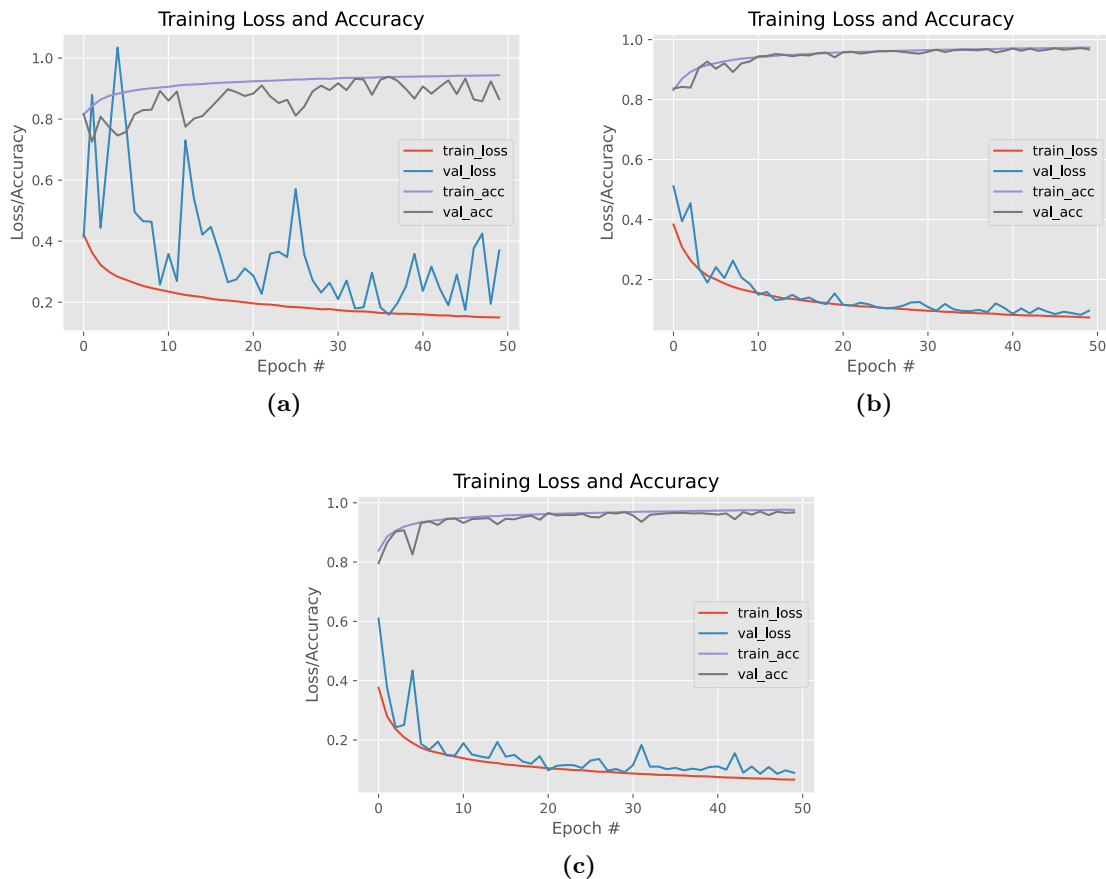 Training Loss and Accuracy
Loss/Accuracy
1.0
0.8
0.6
0.4
0.2
train_loss
val_loss
train_acc
val_acc
0 10 20 30 40 50
Epoch #
(a)
Training Loss and Accuracy
Loss/Accuracy
1.0
0.8
0.6
0.4
0.2
train_loss
val_loss
train_acc
val_acc
0 10 20 30 40 50
Epoch #
(b)
Training Loss and Accuracy
Loss/Accuracy
1.0
0.8
0.6
0.4
0.2
train_loss
val_loss
train_acc
val_acc
0 10 20 30 40 50
Epoch #
(c)